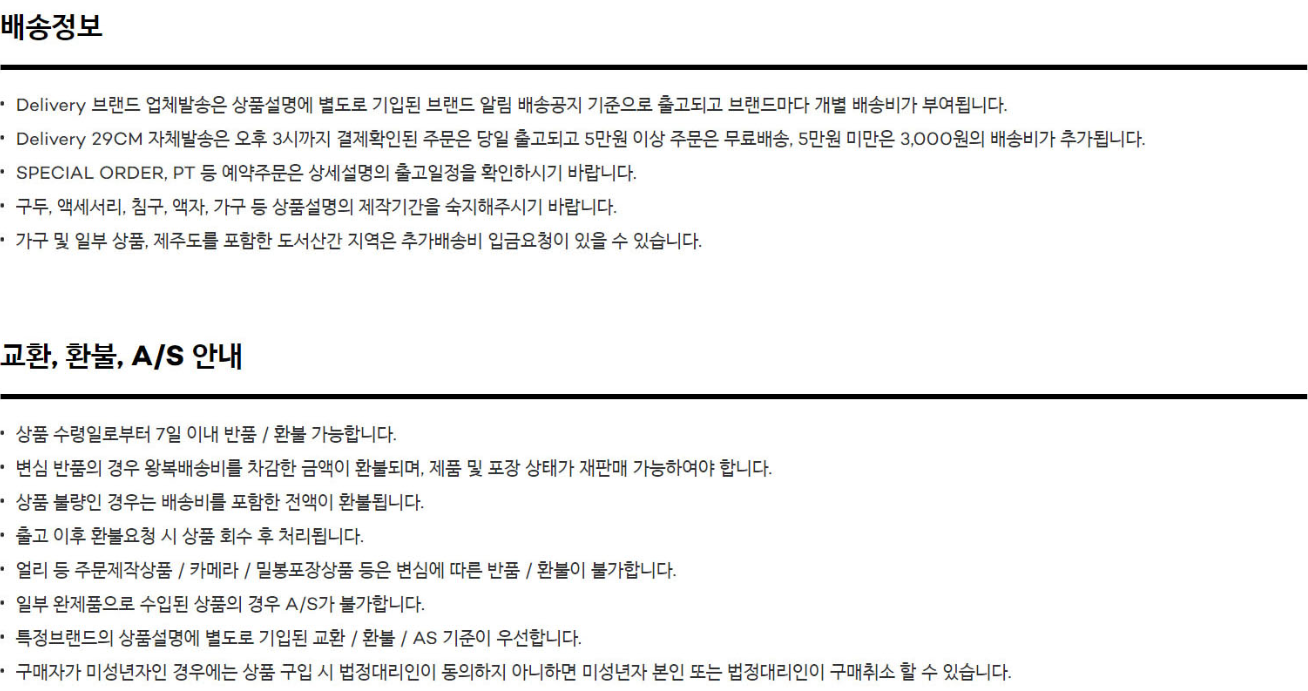 배송정보
• Delivery 브랜드 업체발송은 상품설명에 별도로 기입된 브랜드 알림 배송공지 기준으로 출고되고 브랜드마다 개별 배송비가 부여됩니다.
• Delivery 29CM 자체발송은 오후 3시까지 결제확인된 주문은 당일 출고되고 5만원 이상 주문은 무료배송, 5만원 미만은 3,000원의 배송비가 추가됩니다.
• SPECIAL ORDER, PT 등 예약주문은 상세설명의 출고일정을 확인하시기 바랍니다.
• 구두, 액세서리, 침구, 액자, 가구 등 상품설명의 제작기간을 숙지해주시기 바랍니다.
• 가구 및 일부 상품, 제주도를 포함한 도서산간 지역은 추가배송비 입금요청이 있을 수 있습니다.
교환, 환불, A/S 안내
• 상품 수령일로부터 7일 이내 반품 / 환불 가능합니다.
• 변심 반품의 경우 왕복배송비를 차감한 금액이 환불되며, 제품 및 포장 상태가 재판매 가능하여야 합니다.
• 상품 불량인 경우는 배송비를 포함한 전액이 환불됩니다.
• 출고 이후 환불요청 시 상품 회수 후 처리됩니다.
• 얼리 등 주문제작상품 / 카메라 / 밀봉포장상품 등은 변심에 따른 반품 / 환불이 불가합니다.
• 일부 완제품으로 수입된 상품의 경우 A/S가 불가합니다.
• 특정브랜드의 상품설명에 별도로 기입된 교환 / 환불 / AS 기준이 우선합니다.
• 구매자가 미성년자인 경우에는 상품 구입 시 법정대리인이 동의하지 아니하면 미성년자 본인 또는 법정대리인이 구매취소 할 수 있습니다.